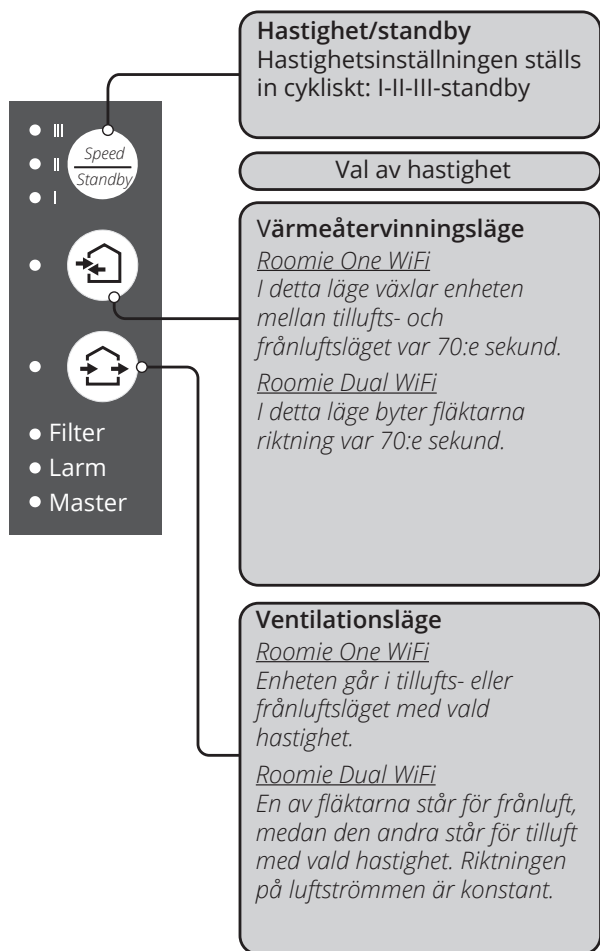 Hastighet/standby
Hastighetsinställningen ställs
in cykliskt: I-II-III-standby
III
Speed
II
Standby
I
Val av hastighet
Värmeåtervinningsläge
Roomie One WiFi
I detta läge växlar enheten
mellan tillufts- och
frånluftsläget var 70:e sekund.
Roomie Dual WiFi
I detta läge byter fläktarna
riktning var 70:e sekund.
Filter
Larm
Master
Ventilationsläge
Roomie One WiFi
Enheten går i tillufts- eller
frånluftsläget med vald
hastighet.
Roomie Dual WiFi
En av fläktarna står för frånluft,
medan den andra står för tilluft
med vald hastighet. Riktningen
på luftströmmen är konstant.